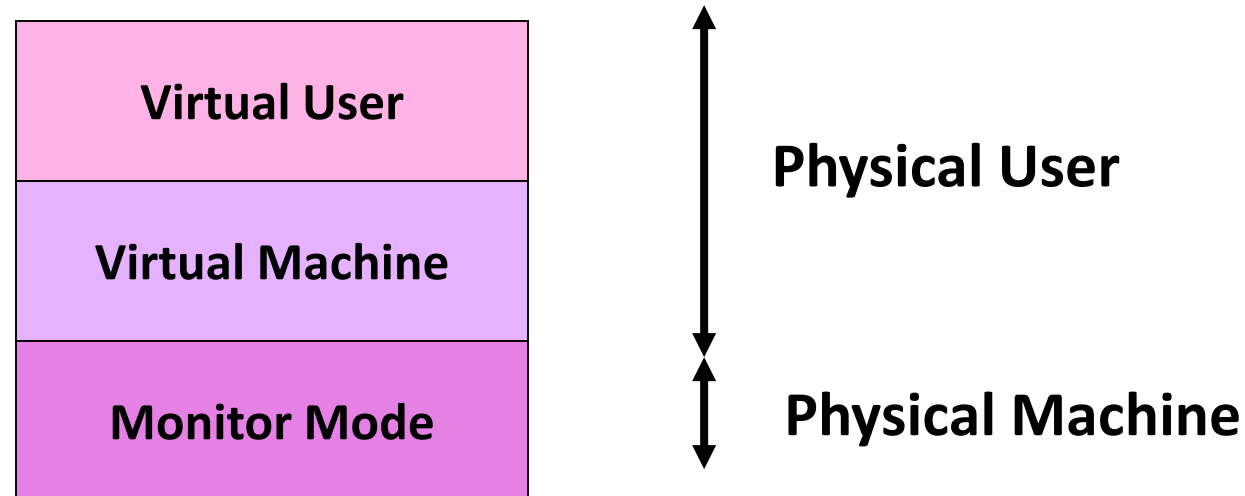 Virtual User
Physical User
Virtual Machine
Monitor Mode
Physical Machine